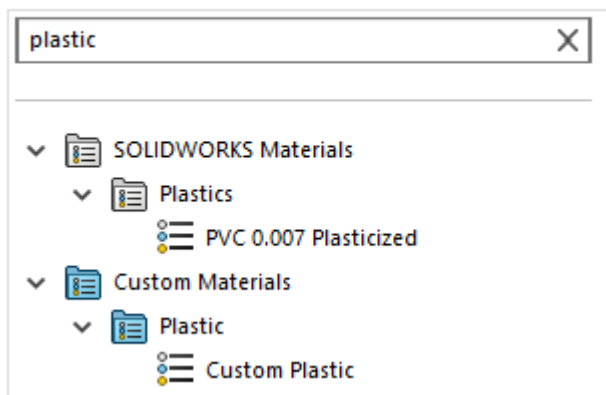 plastic
SOLIDWORKS Materials
Plastics
PVC 0.007 Plasticized
Custom Materials
Plastic
Custom Plastic